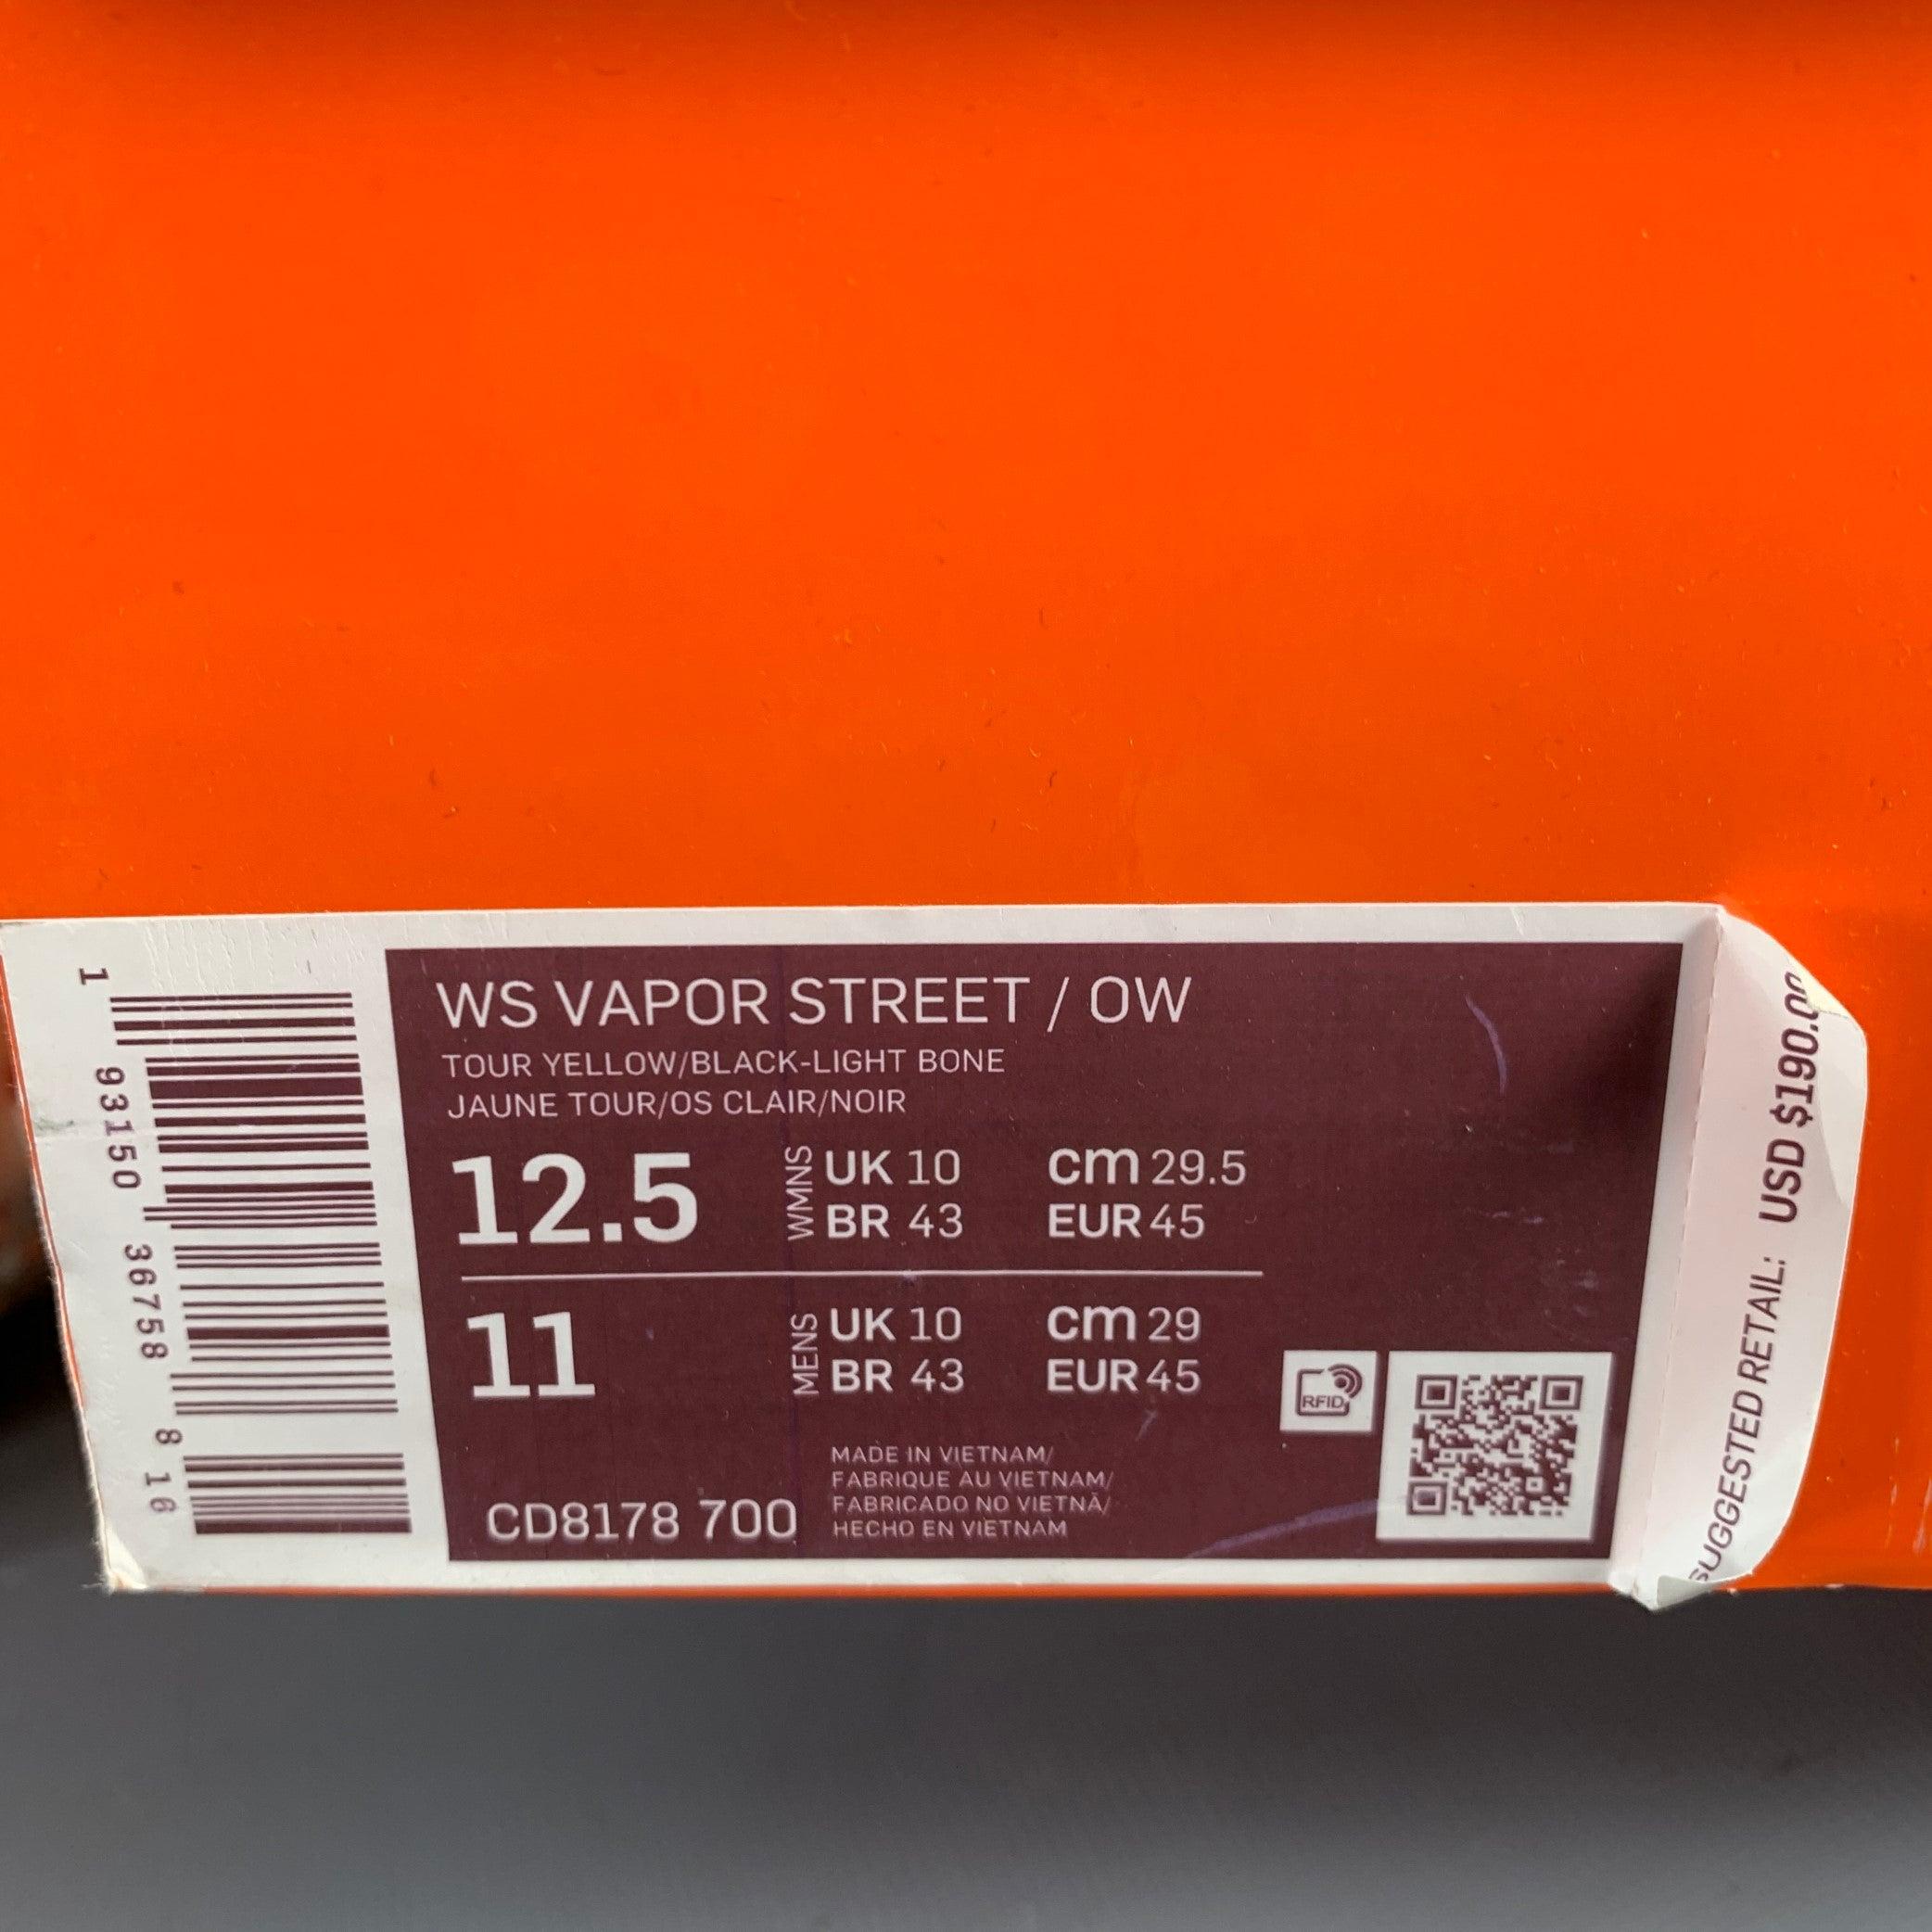 WS VAPOR STREET / OW
TOUR YELLOW/BLACK-LIGHT BONE
JAUNE TOUR/OS CLAIR/NOIR
12.5 WMNS UK 10 cm 29.5
BR 43 EUR 45
11 MENS UK 10 cm 29
BR 43 EUR 45
MADE IN VIETNAM/
FABRIQUE AU VIETNAM/
FABRICADO NO VIETNÃ/
HECHO EN VIETNAM
CD8178 700
RFID
1 93150 36758 8 10
SUGGESTED RETAIL: USD $190.00